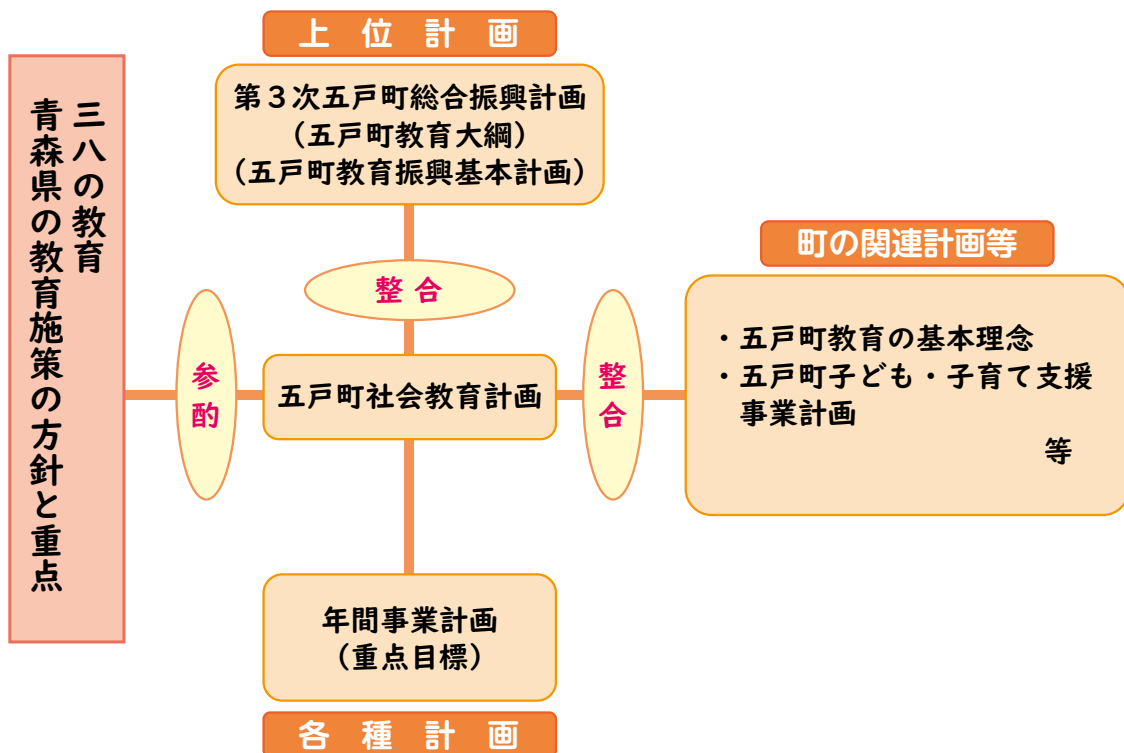 上位計画
第3次五戸町総合振興計画
(五戸町教育大綱)
(五戸町教育振興基本計画)
三八の教育
青森県の教育施策の方針と重点
整合
町の関連計画等
参酌
五戸町社会教育計画
整合
・五戸町教育の基本理念
・五戸町子ども・子育て支援
事業計画
等
年間事業計画
(重点目標)
各種計画